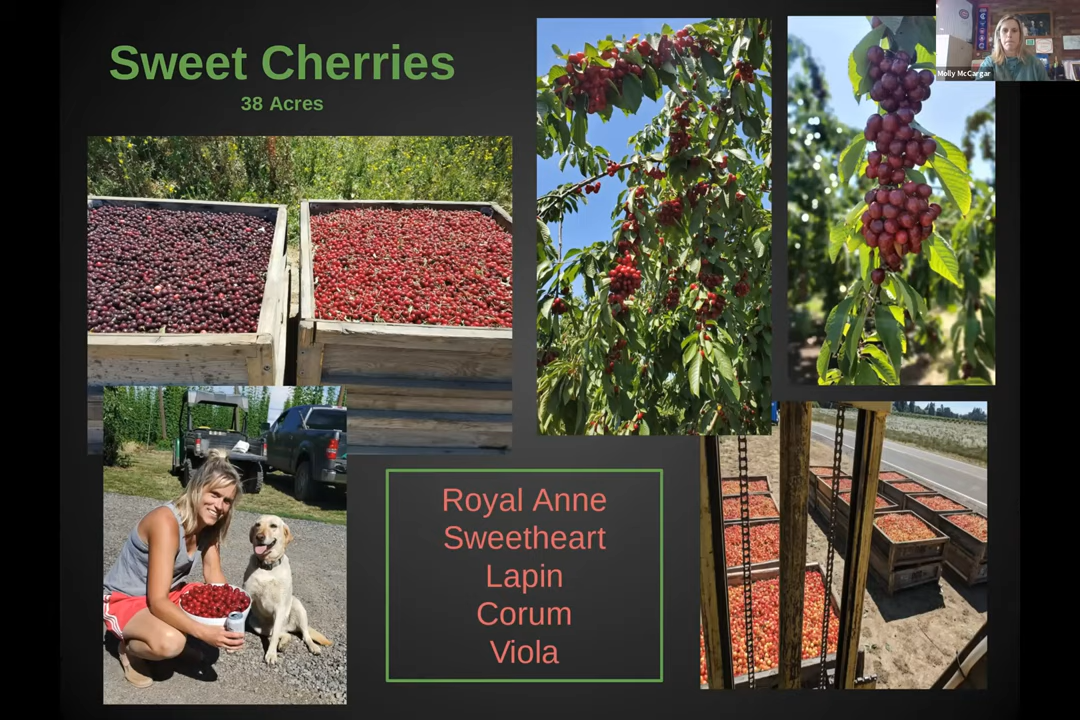 Sweet Cherries
38 Acres
Molly McCargar
Royal Anne
Sweetheart
Lapin
Corum
Viola